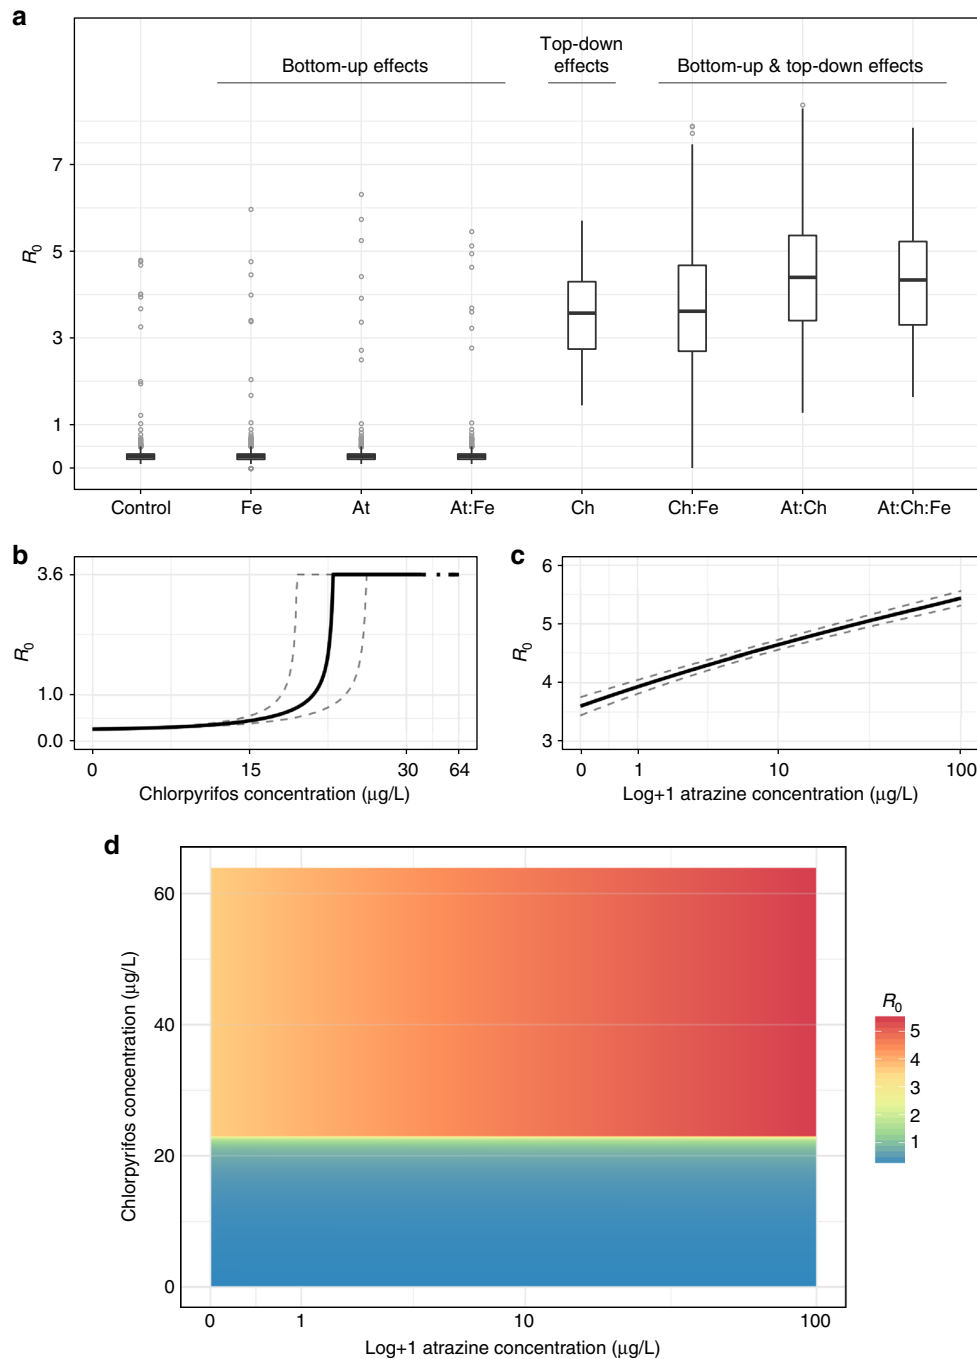 a
Bottom-up effects
Top-down
effects
Bottom-up & top-down effects
7
5
3
1
0
R0
Control Fe At At:Fe Ch Ch:Fe At:Ch At:Ch:Fe
b
3.6
1.0
0.0
R0
0 15 30 64
Chlorpyrifos concentration (μg/L)
c
6
5
4
3
R0
0 1 10 100
Log+1 atrazine concentration (μg/L)
d
60
40
20
0
Chlorpyrifos concentration (μg/L)
0 1 10 100
Log+1 atrazine concentration (μg/L)
R0
5
4
3
2
1